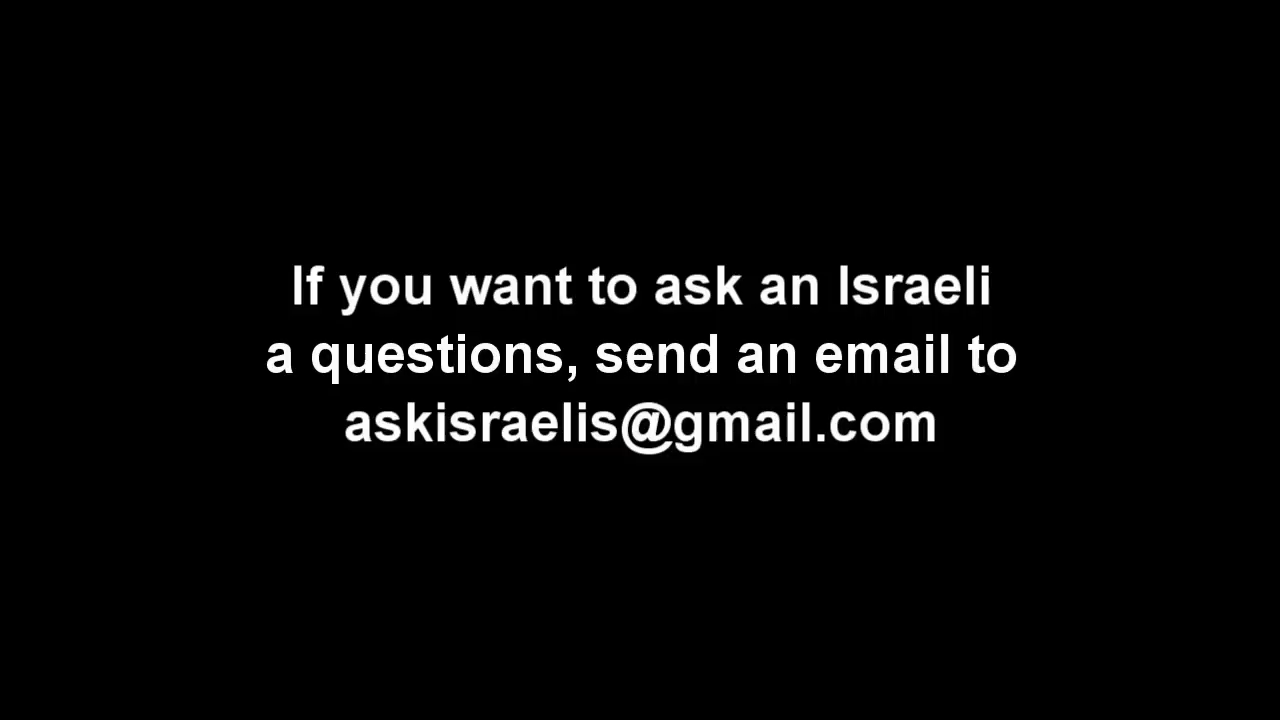 If you want to ask an Israeli
a questions, send an email to
askisraelis@gmail.com